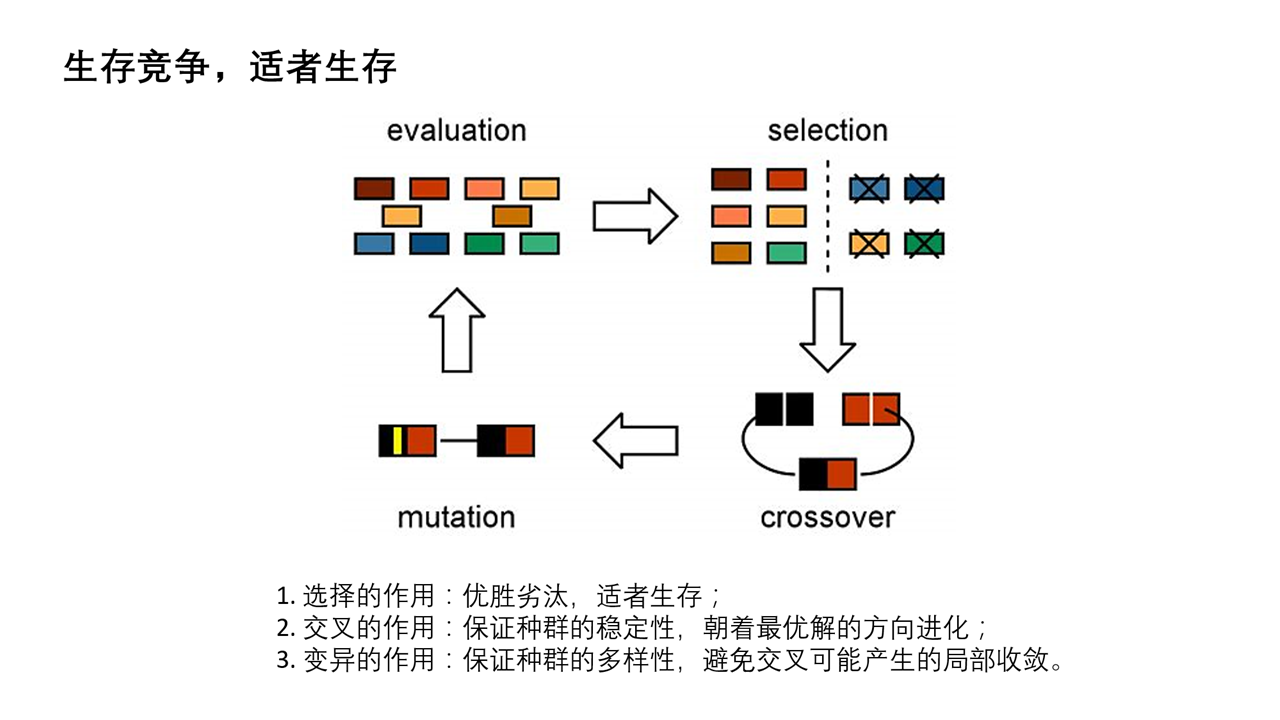 生存竞争，适者生存
evaluation
selection
mutation
crossover
1. 选择的作用：优胜劣汰，适者生存；
2. 交叉的作用：保证种群的稳定性，朝着最优解的方向进化；
3. 变异的作用：保证种群的多样性，避免交叉可能产生的局部收敛。